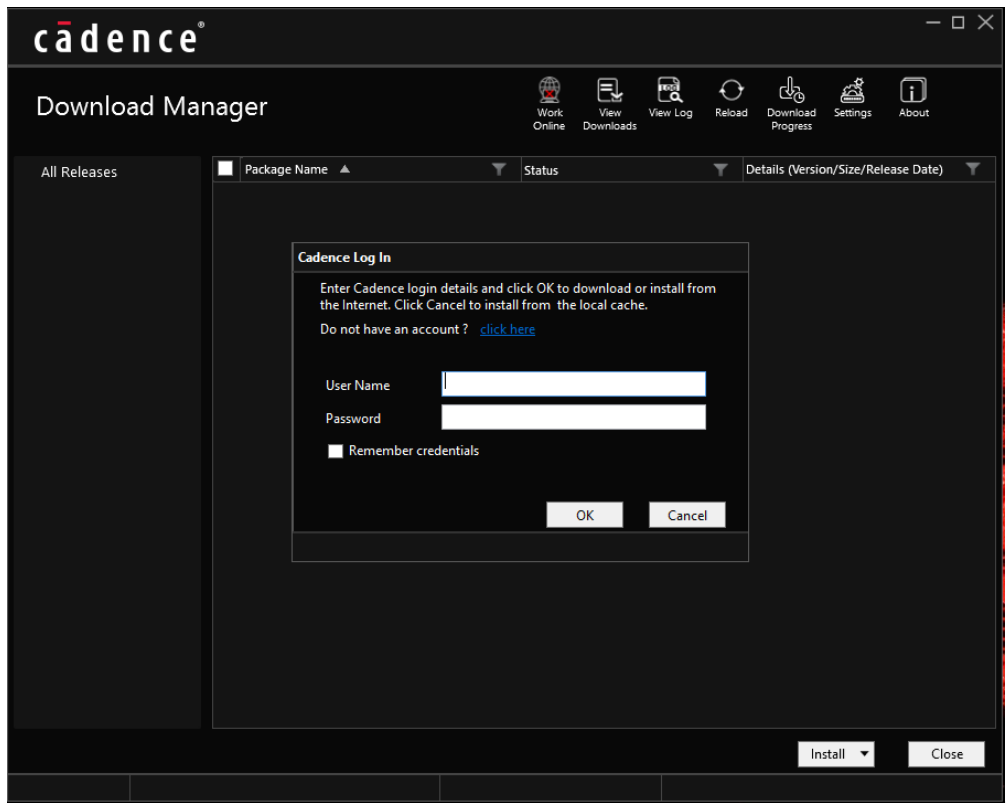 cādence®
Download Manager
Work Online
View Downloads
View Log
Reload
Download Progress
Settings
About
All Releases
Package Name
Status
Details (Version/Size/Release Date)
Cadence Log In
Enter Cadence login details and click OK to download or install from
the Internet. Click Cancel to install from the local cache.
Do not have an account ? click here
User Name
Password
Remember credentials
OK
Cancel
Install
Close